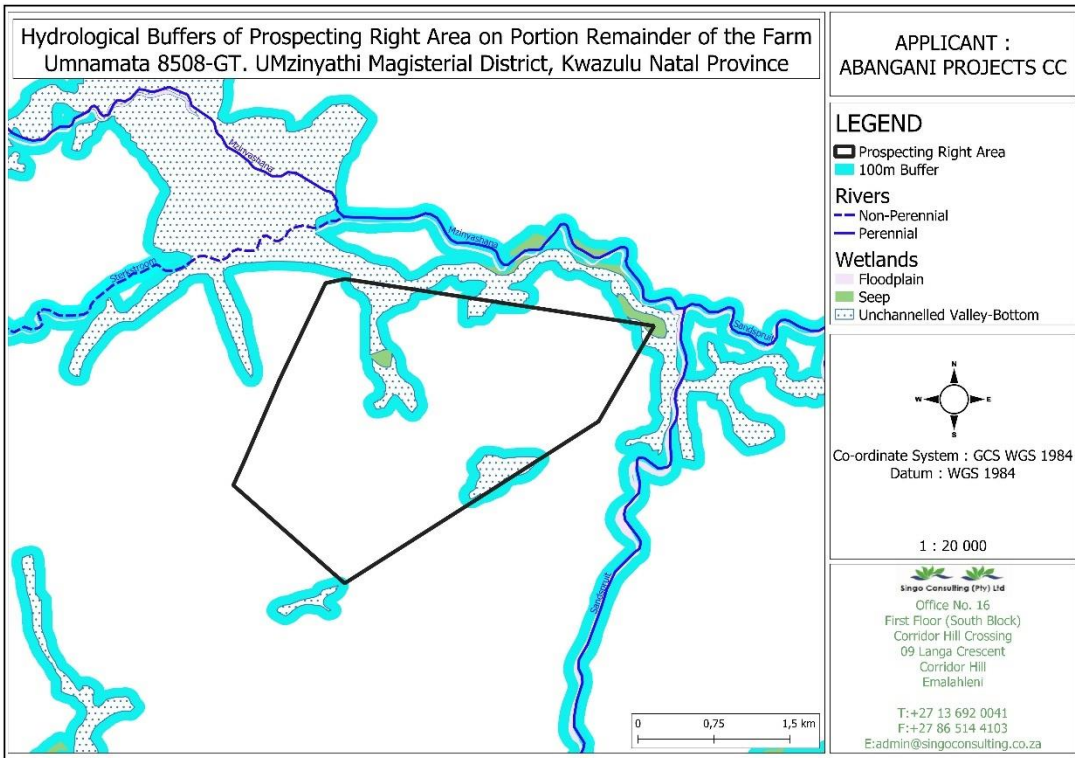 Hydrological Buffers of Prospecting Right Area on Portion Remainder of the Farm
Umnamata 8508-GT. UMzinyathi Magisterial District, Kwazulu Natal Province
Mzinyashana
Mzinyashana
Sterkstroom
Sandspruit
Sandspruit
0
0,75
1,5 km
APPLICANT :
ABANGANI PROJECTS CC
LEGEND
Prospecting Right Area
100m Buffer
Rivers
Non-Perennial
Perennial
Wetlands
Floodplain
Seep
Unchannelled Valley-Bottom
N
W
E
S
Co-ordinate System : GCS WGS 1984
Datum : WGS 1984
1 : 20 000
Singo Consulting (Pty) Ltd
Office No. 16
First Floor (South Block)
Corridor Hill Crossing
09 Langa Crescent
Corridor Hill
Emalahleni
T:+27 13 692 0041
F:+27 86 514 4103
E:admin@singoconsulting.co.za